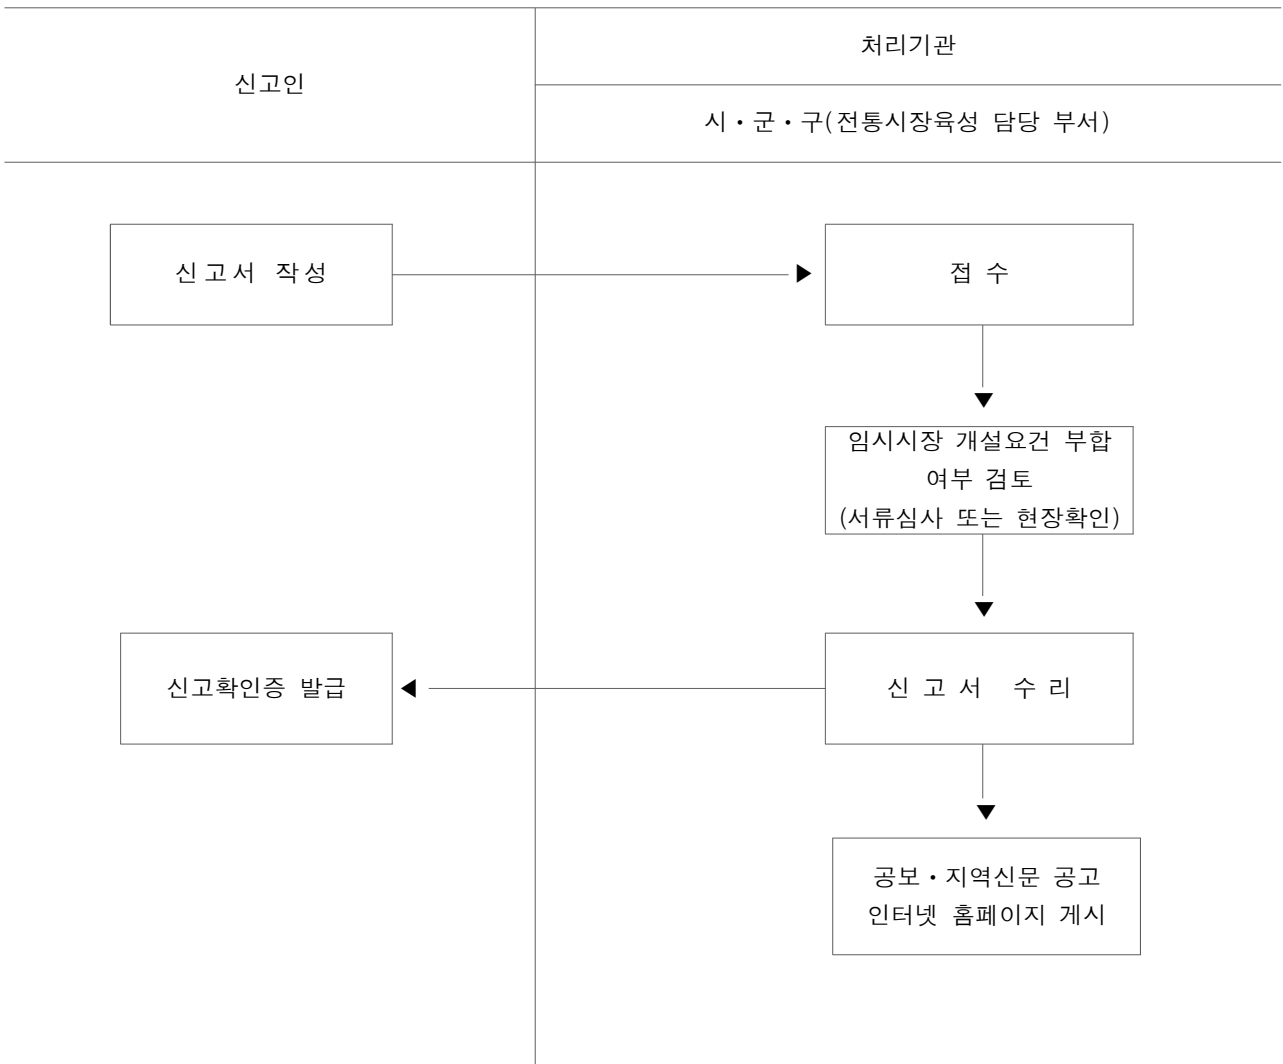 신고인
처리기관
시・군・구(전통시장육성 담당 부서)
신고서 작성
접 수
임시시장 개설요건 부합
여부 검토
(서류심사 또는 현장확인)
신고확인증 발급
신 고 서 수 리
공보・지역신문 공고
인터넷 홈페이지 게시